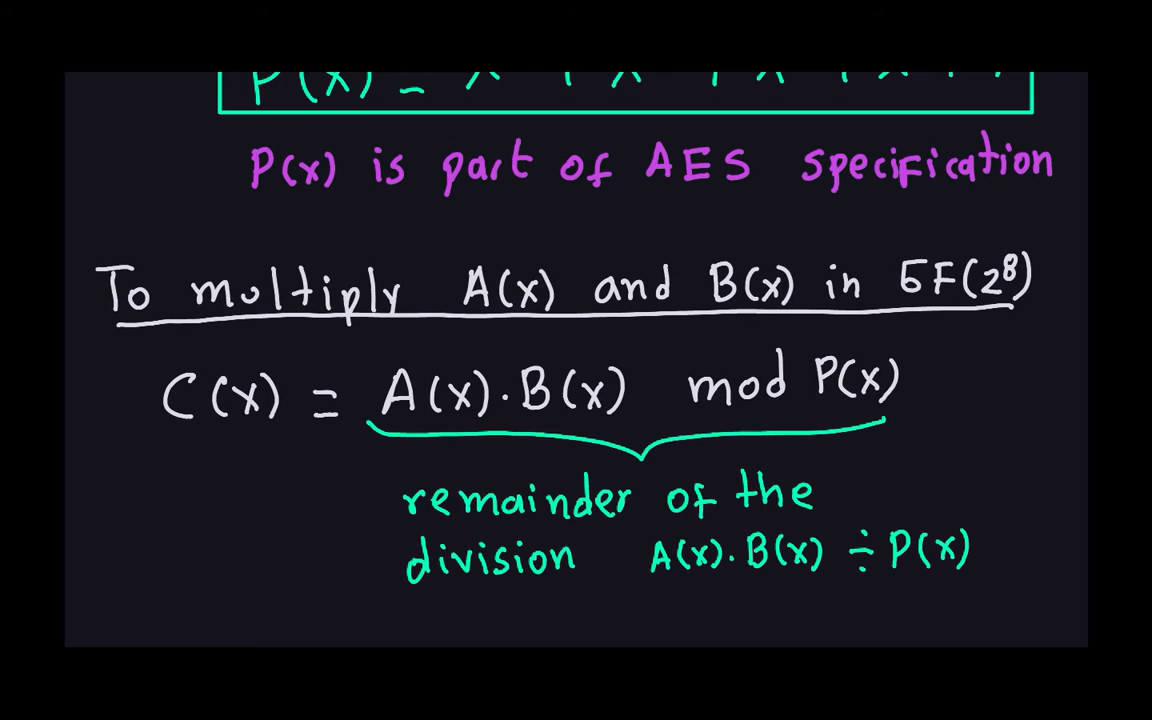 P(x) =
P(x) is part of AES specification
To multiply A(x) and B(x) in GF(2⁸)
C(x) = A(x).B(x) mod P(x)
remainder of the
division A(x).B(x) ÷ P(x)